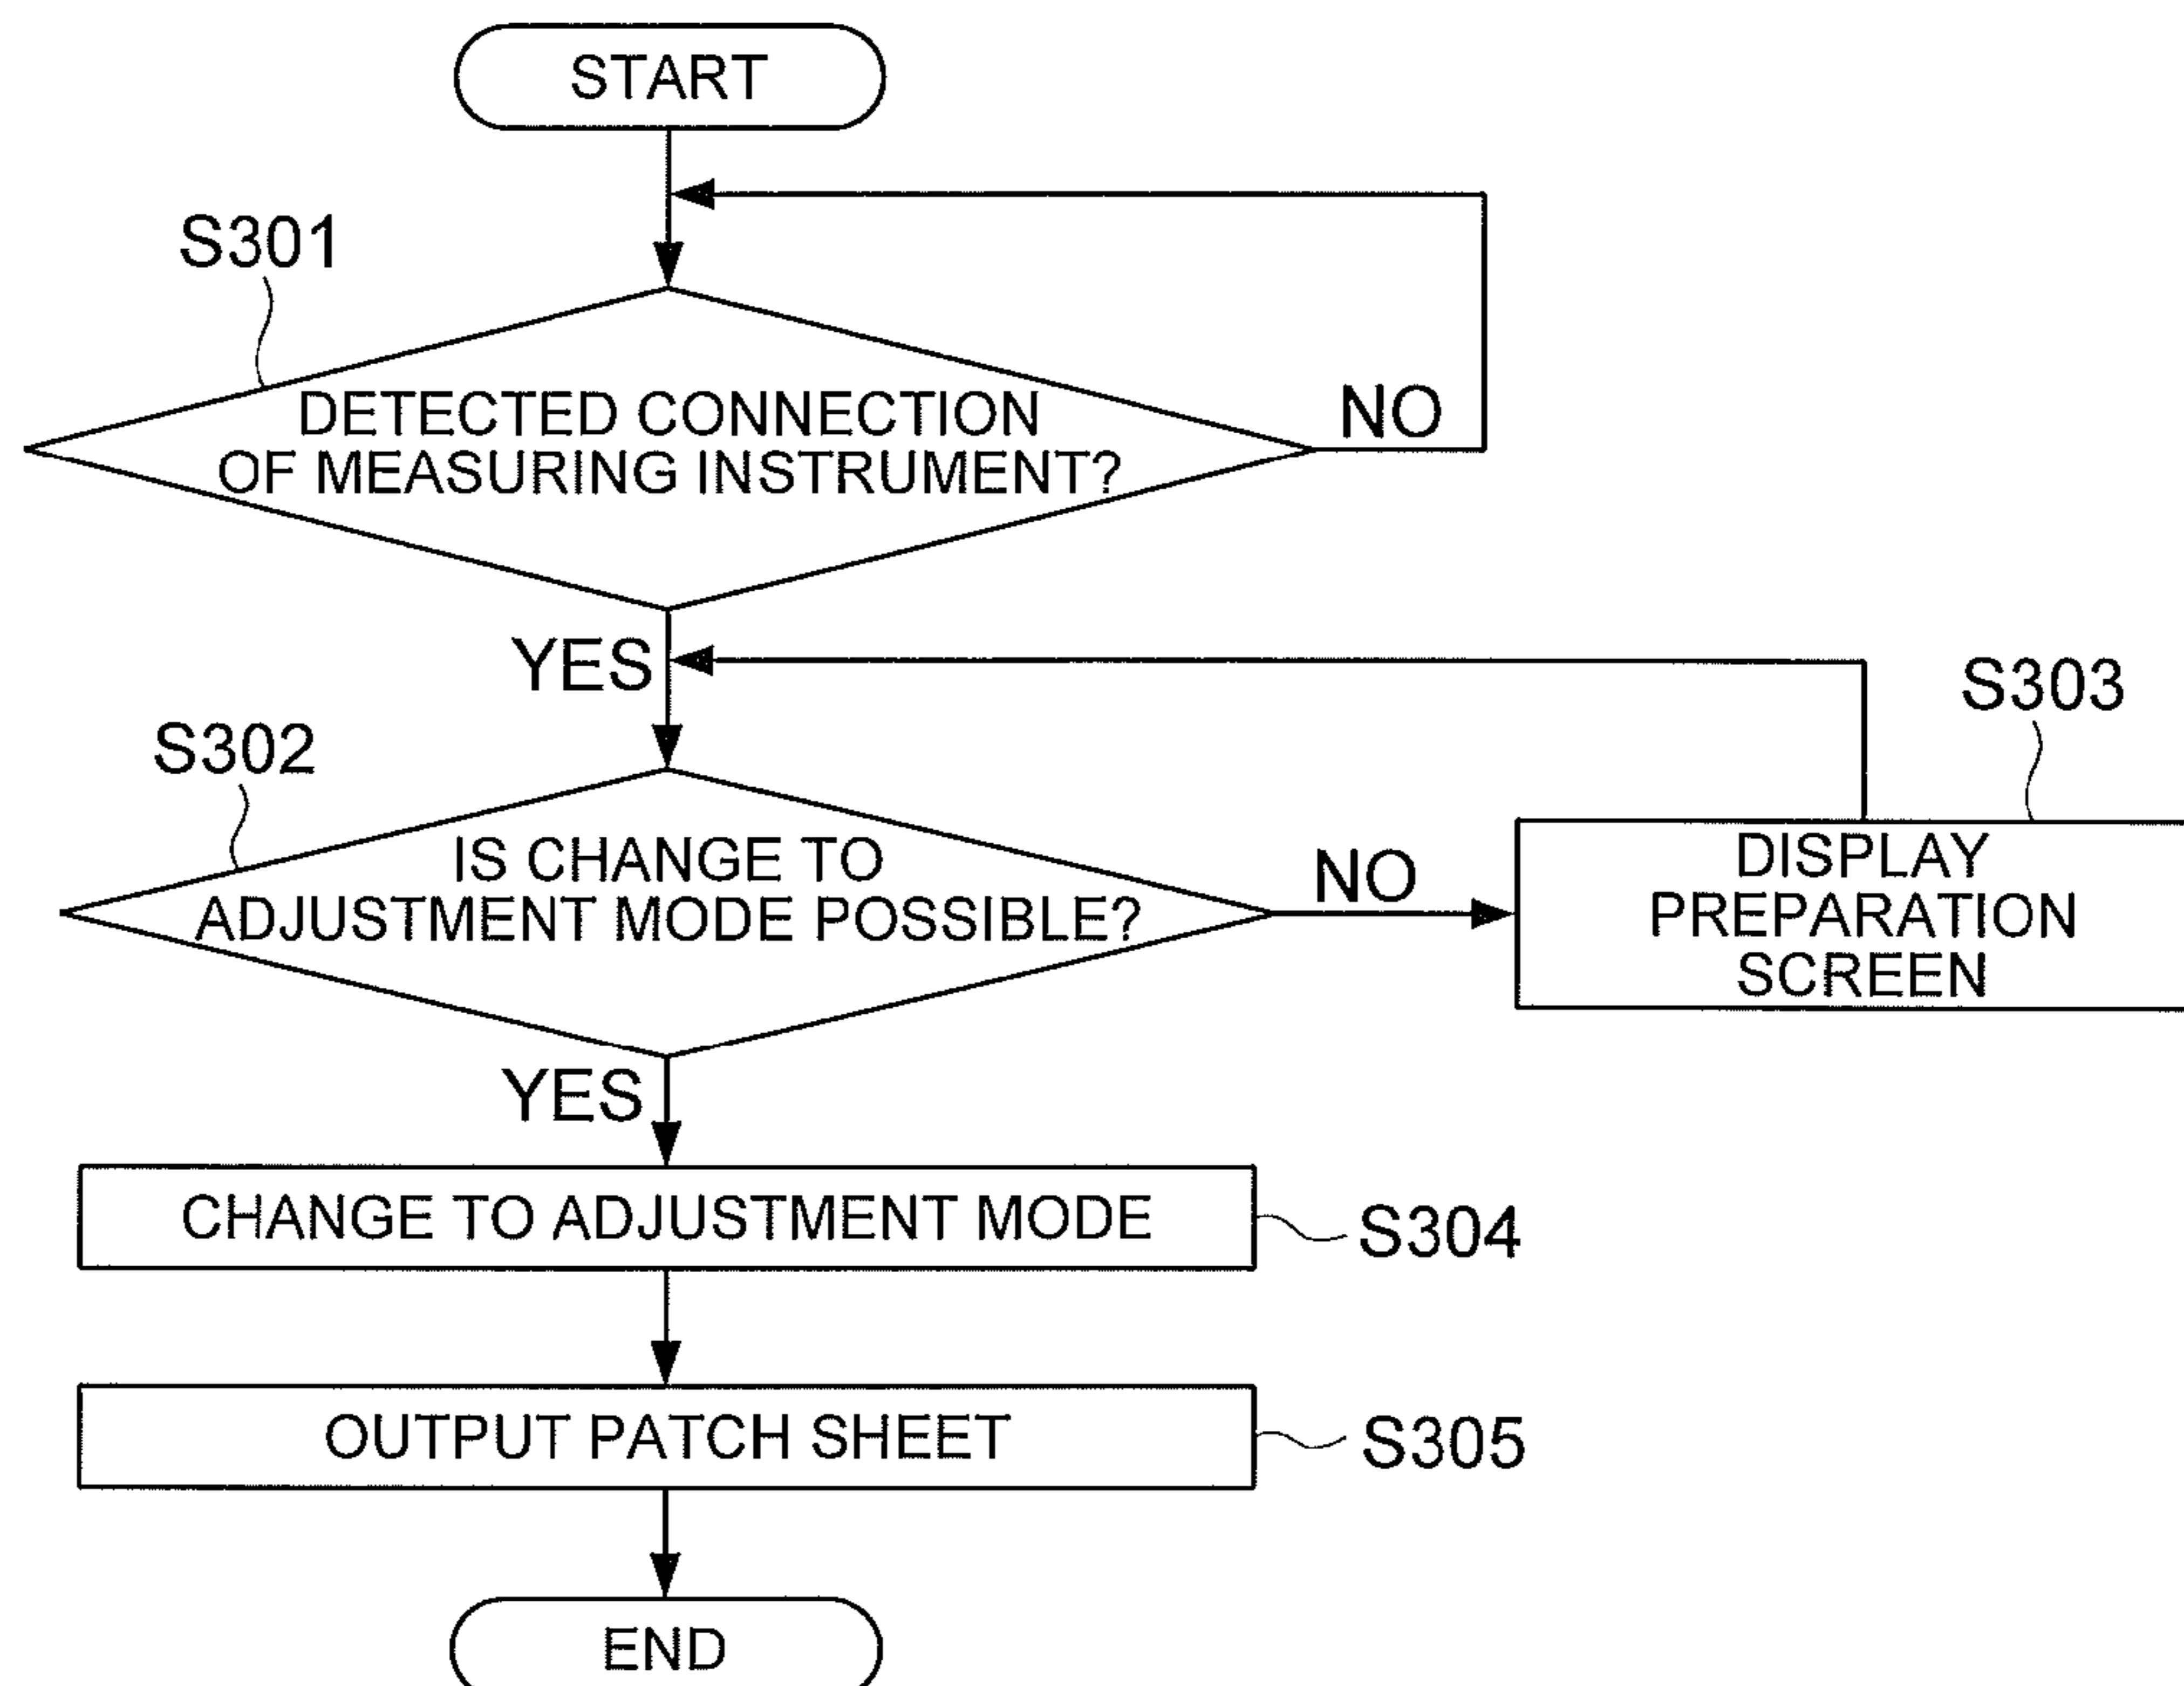 START
S301
DETECTED CONNECTION
OF MEASURING INSTRUMENT?
NO
YES
S303
S302
IS CHANGE TO
ADJUSTMENT MODE POSSIBLE?
NO
DISPLAY
PREPARATION
SCREEN
YES
CHANGE TO ADJUSTMENT MODE
S304
OUTPUT PATCH SHEET
S305
END